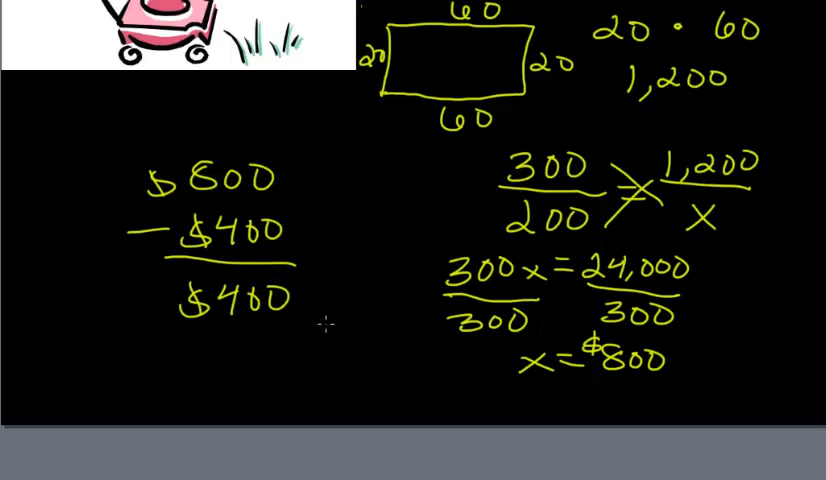 60
20 20
60
20 · 60
1,200
$800
— $400
$400
300 = 1,200
200 x
300x = 24,000
300 300
x = $800